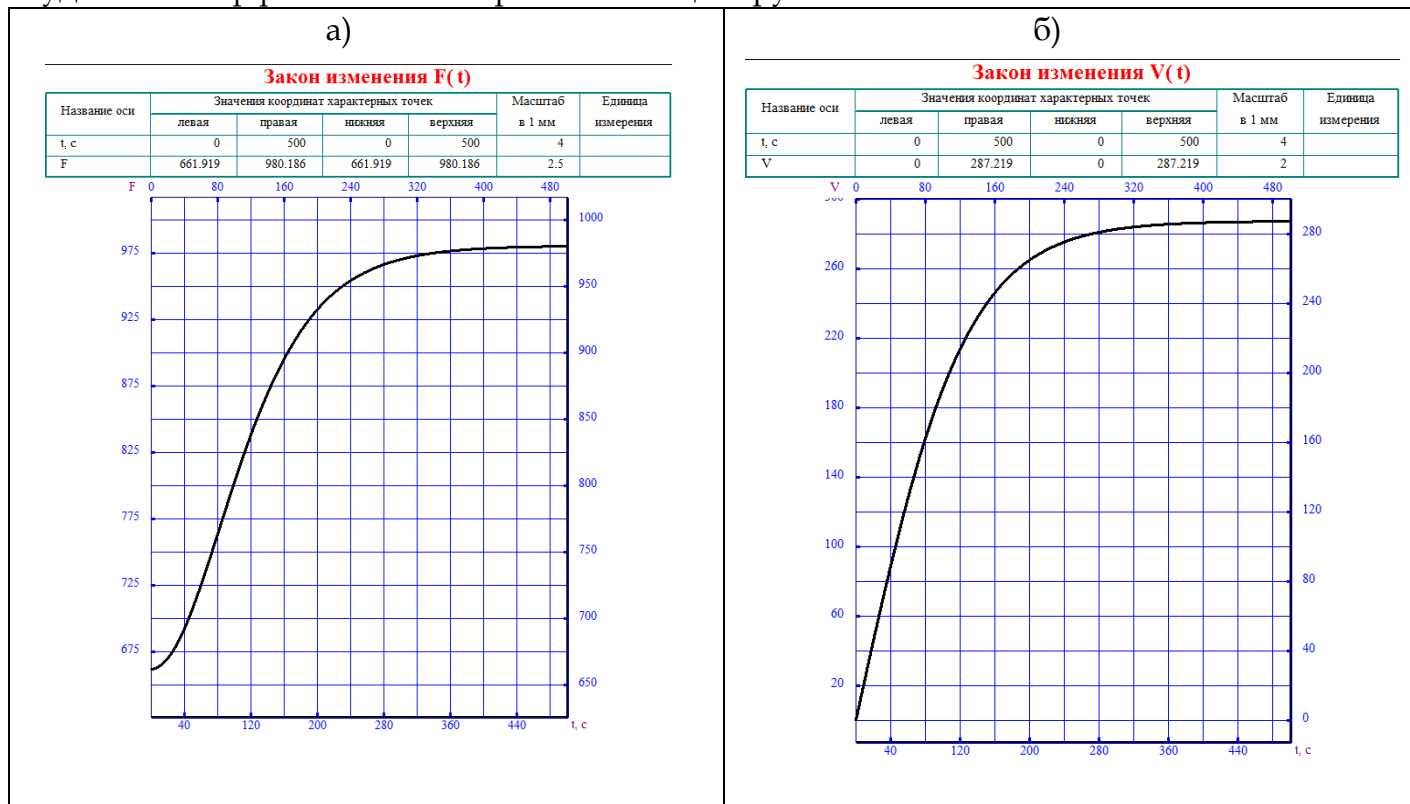 а)
Закон изменения F( t)
Название оси Значения координат характерных точек Масштаб Единица
левая правая нижняя верхняя в 1 мм измерения
t, с 0 500 0 500 4
F 661.919 980.186 661.919 980.186 2.5
F 0 80 160 240 320 400 480
1000
975
950
925
900
875
850
825
800
775
750
725
700
675
650
40 120 200 280 360 440 t, с
б)
Закон изменения V( t)
Название оси Значения координат характерных точек Масштаб Единица
левая правая нижняя верхняя в 1 мм измерения
t, с 0 500 0 500 4
V 0 287.219 0 287.219 2
V 0 80 160 240 320 400 480
300
280
260
240
220
200
180
160
140
120
100
80
60
40
20
0
40 120 200 280 360 440 t, с